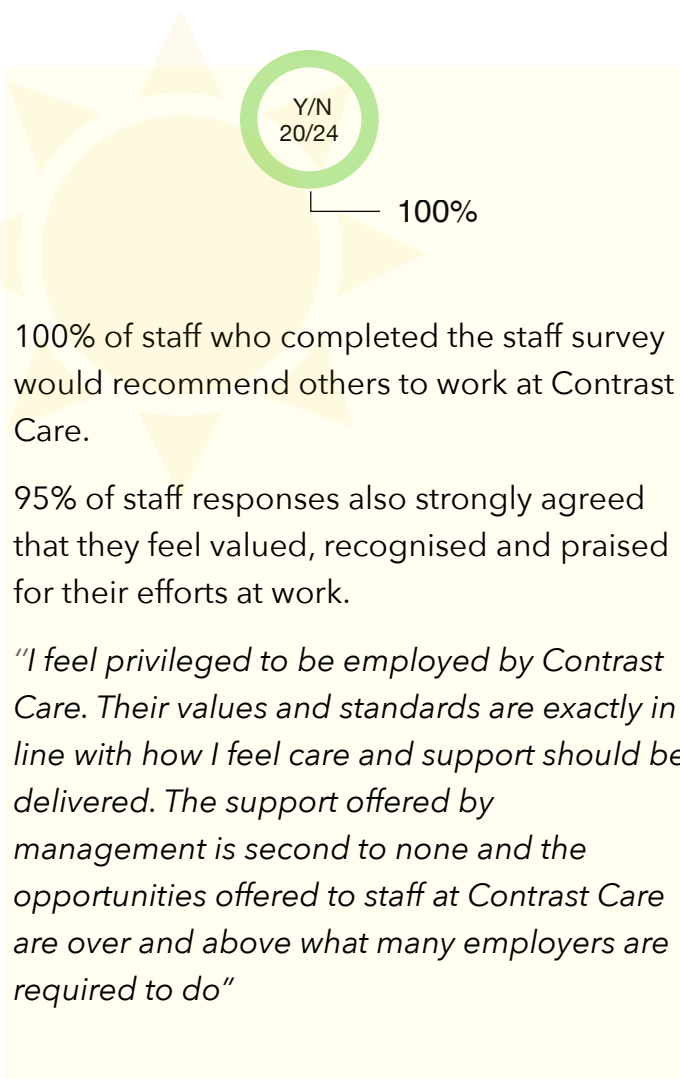 Y/N
20/24
100%
100% of staff who completed the staff survey
would recommend others to work at Contrast
Care.
95% of staff responses also strongly agreed
that they feel valued, recognised and praised
for their efforts at work.
"I feel privileged to be employed by Contrast
Care. Their values and standards are exactly in
line with how I feel care and support should be
delivered. The support offered by
management is second to none and the
opportunities offered to staff at Contrast Care
are over and above what many employers are
required to do”